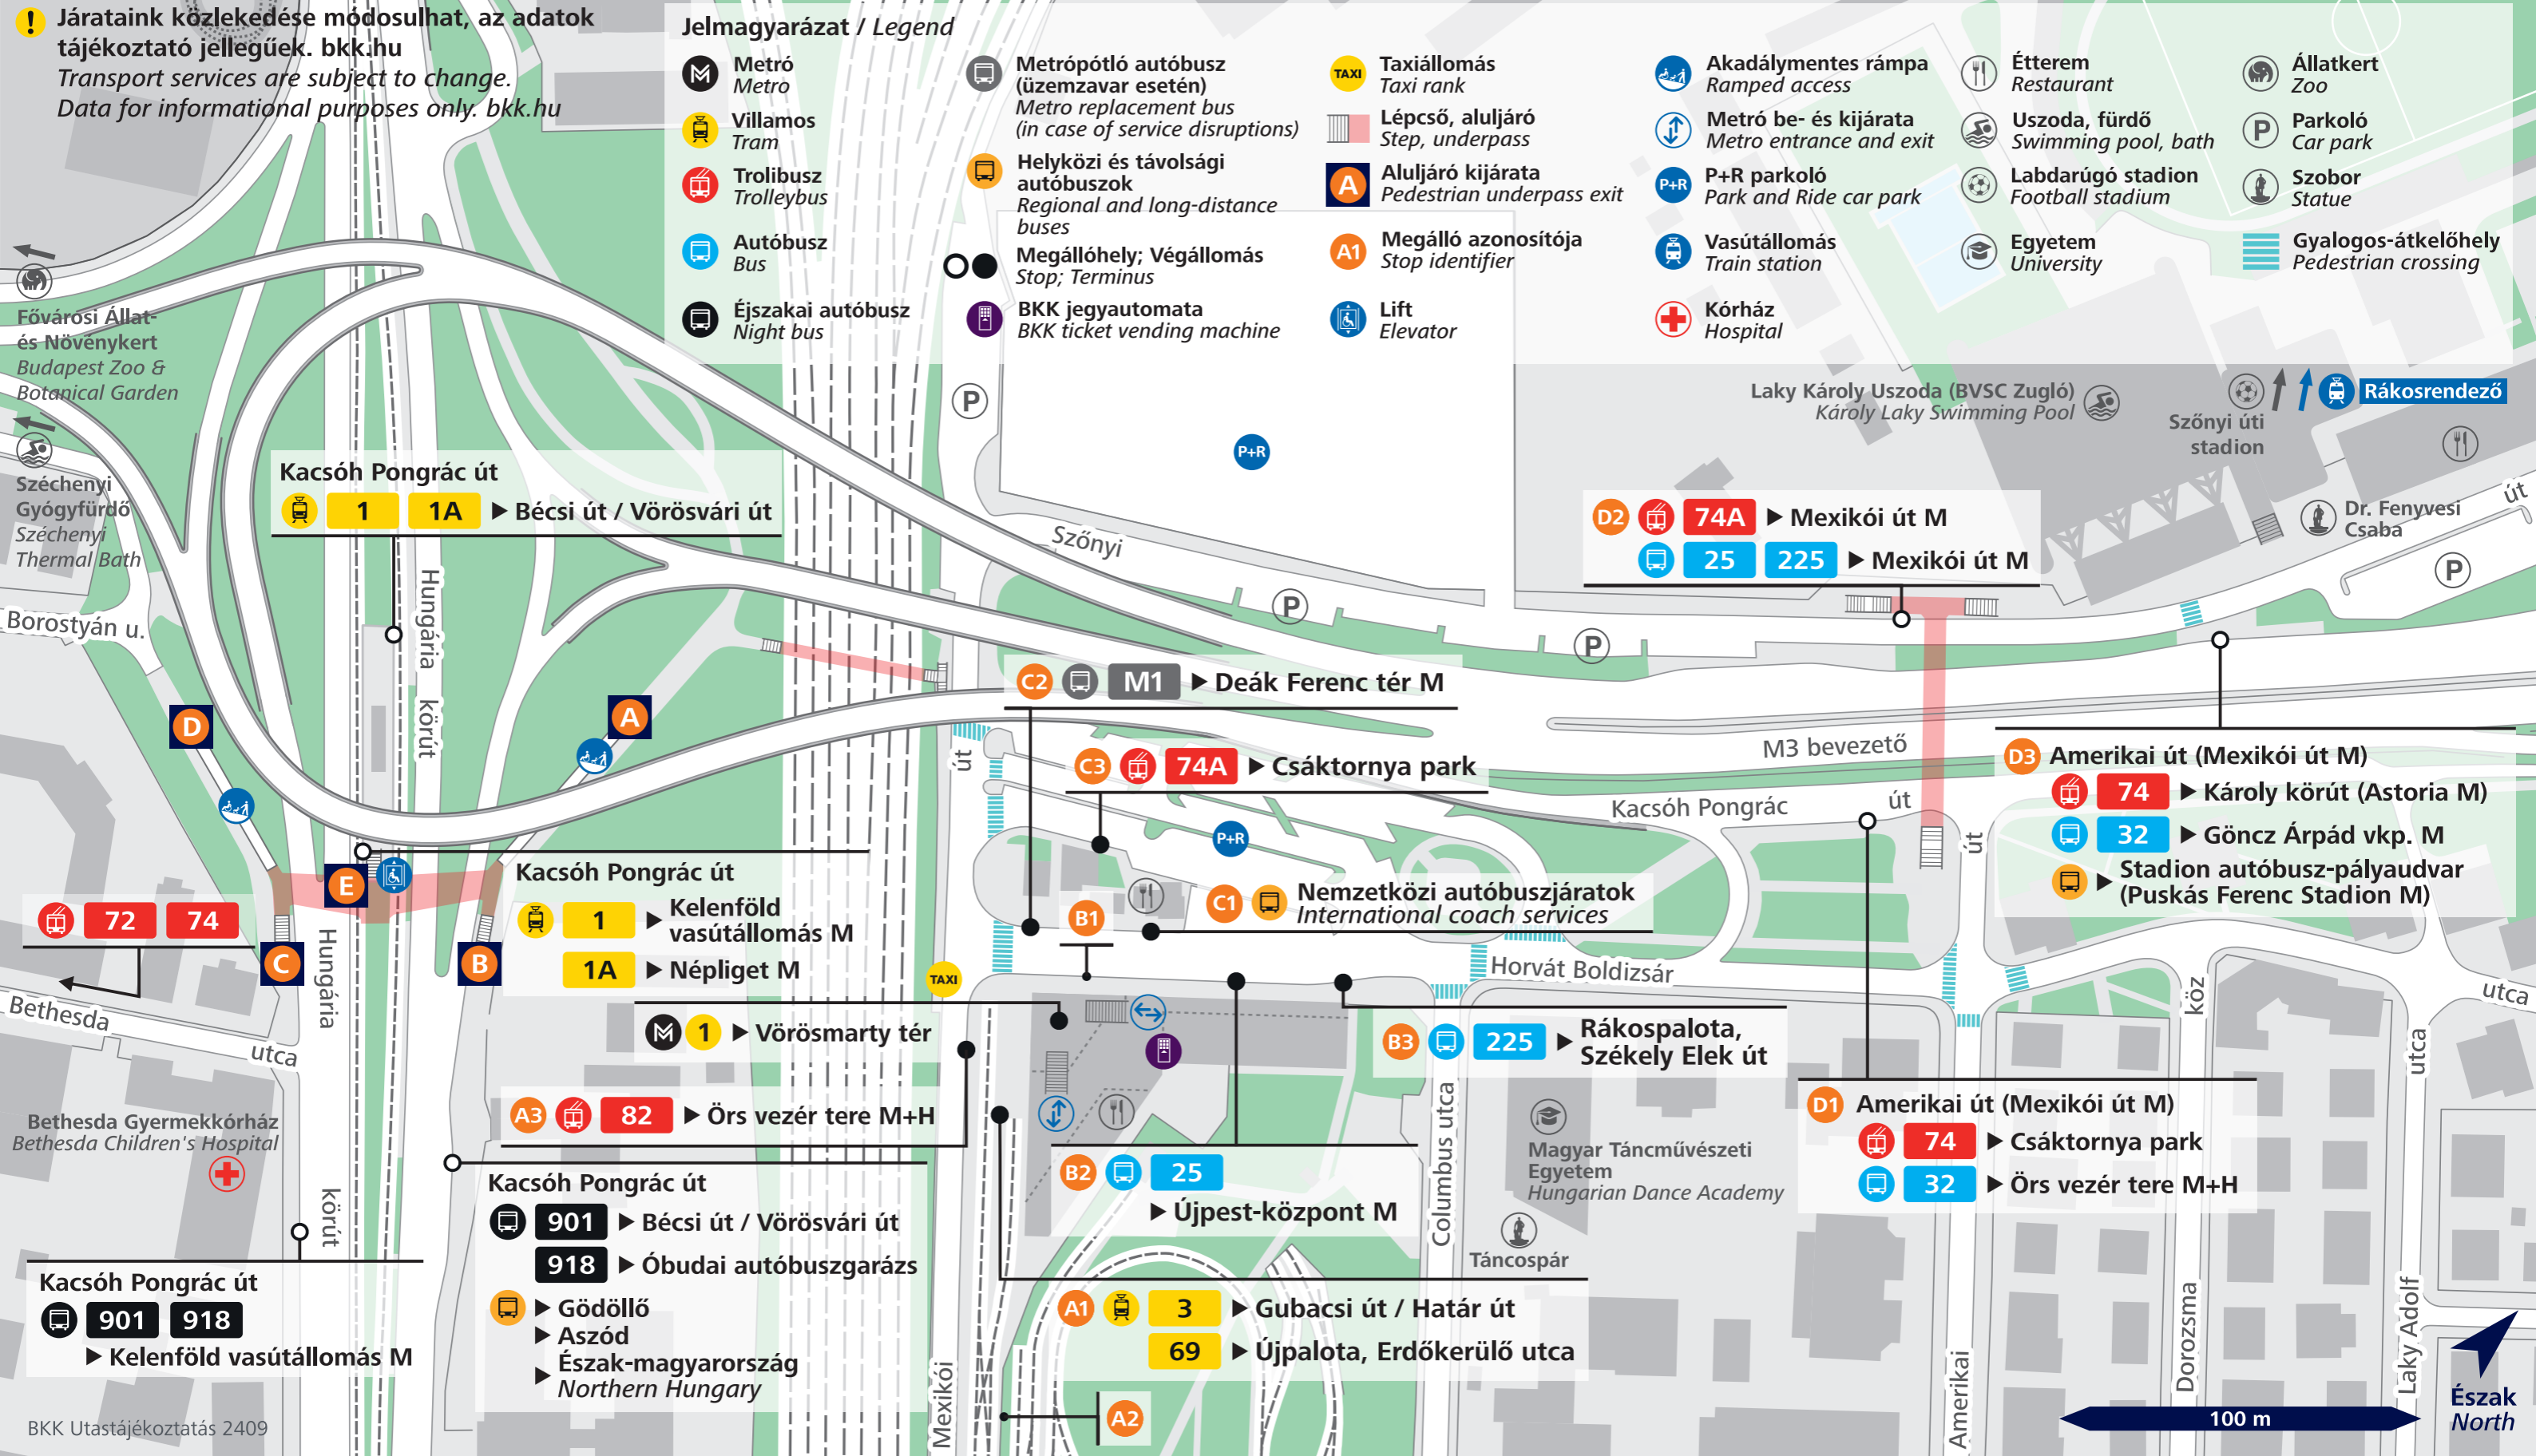 ! Járataink közlekedése módosulhat, az adatok
tájékoztató jellegűek. bkk.hu
Transport services are subject to change.
Data for informational purposes only. bkk.hu
Jelmagyarázat / Legend
Metró
Metro
Villamos
Tram
Trolibusz
Trolleybus
Autóbusz
Bus
Éjszakai autóbusz
Night bus
Metrópótló autóbusz
(üzemzavar esetén)
Metro replacement bus
(in case of service disruptions)
Helyközi és távolsági
autóbuszok
Regional and long-distance
buses
Megállóhely; Végállomás
Stop; Terminus
BKK jegyautomata
BKK ticket vending machine
TAXI Taxiállomás
Taxi rank
Lépcső, aluljáró
Step, underpass
A Aluljáró kijárata
Pedestrian underpass exit
A1 Megálló azonosítója
Stop identifier
Lift
Elevator
Akadálymentes rámpa
Ramped access
Metró be- és kijárata
Metro entrance and exit
P+R P+R parkoló
Park and Ride car park
Vasútállomás
Train station
Kórház
Hospital
Étterem
Restaurant
Uszoda, fürdő
Swimming pool, bath
Labdarúgó stadion
Football stadium
Egyetem
University
Állatkert
Zoo
P Parkoló
Car park
Szobor
Statue
Gyalogos-átkelőhely
Pedestrian crossing
Fővárosi Állat-
és Növénykert
Budapest Zoo &
Botanical Garden
Széchenyi
Gyógyfürdő
Széchenyi
Thermal Bath
Borostyán u.
Kacsóh Pongrác út
1 1A Bécsi út / Vörösvári út
Hungária
körút
P
P+R
Szőnyi
P
P
Laky Károly Uszoda (BVSC Zugló)
Károly Laky Swimming Pool
Szőnyi úti
stadion
Rákosrendező
út
Dr. Fenyvesi
Csaba
P
D2 74A Mexikói út M
25 225 Mexikói út M
C2 M1 Deák Ferenc tér M
út
C3 74A Csáktornya park
P+R
M3 bevezető
Kacsóh Pongrác
út
út
D3 Amerikai út (Mexikói út M)
74 Károly körút (Astoria M)
32 Göncz Árpád vkp. M
Stadion autóbusz-pályaudvar
(Puskás Ferenc Stadion M)
D
A
E
C
B
72 74
Hungária
Bethesda
utca
Kacsóh Pongrác út
1 Kelenföld
vasútállomás M
1A Népliget M
TAXI
B1
C1 Nemzetközi autóbuszjáratok
International coach services
Horvát Boldizsár
M 1 Vörösmarty tér
B3 225 Rákospalota,
Székely Elek út
köz
utca
utca
A3 82 Örs vezér tere M+H
Bethesda Gyermekkórház
Bethesda Children's Hospital
körút
B2 25
Újpest-központ M
Columbus utca
Magyar Táncművészeti
Egyetem
Hungarian Dance Academy
Táncospár
D1 Amerikai út (Mexikói út M)
74 Csáktornya park
32 Örs vezér tere M+H
Kacsóh Pongrác út
901 Bécsi út / Vörösvári út
918 Óbudai autóbuszgarázs
Gödöllő
Aszód
Észak-magyarország
Northern Hungary
Kacsóh Pongrác út
901 918
Kelenföld vasútállomás M
A1 3 Gubacsi út / Határ út
69 Újpalota, Erdőkerülő utca
A2
Mexikói
Amerikai
Dorozsma
Laky Adolf
Észak
North
100 m
BKK Utastájékoztatás 2409